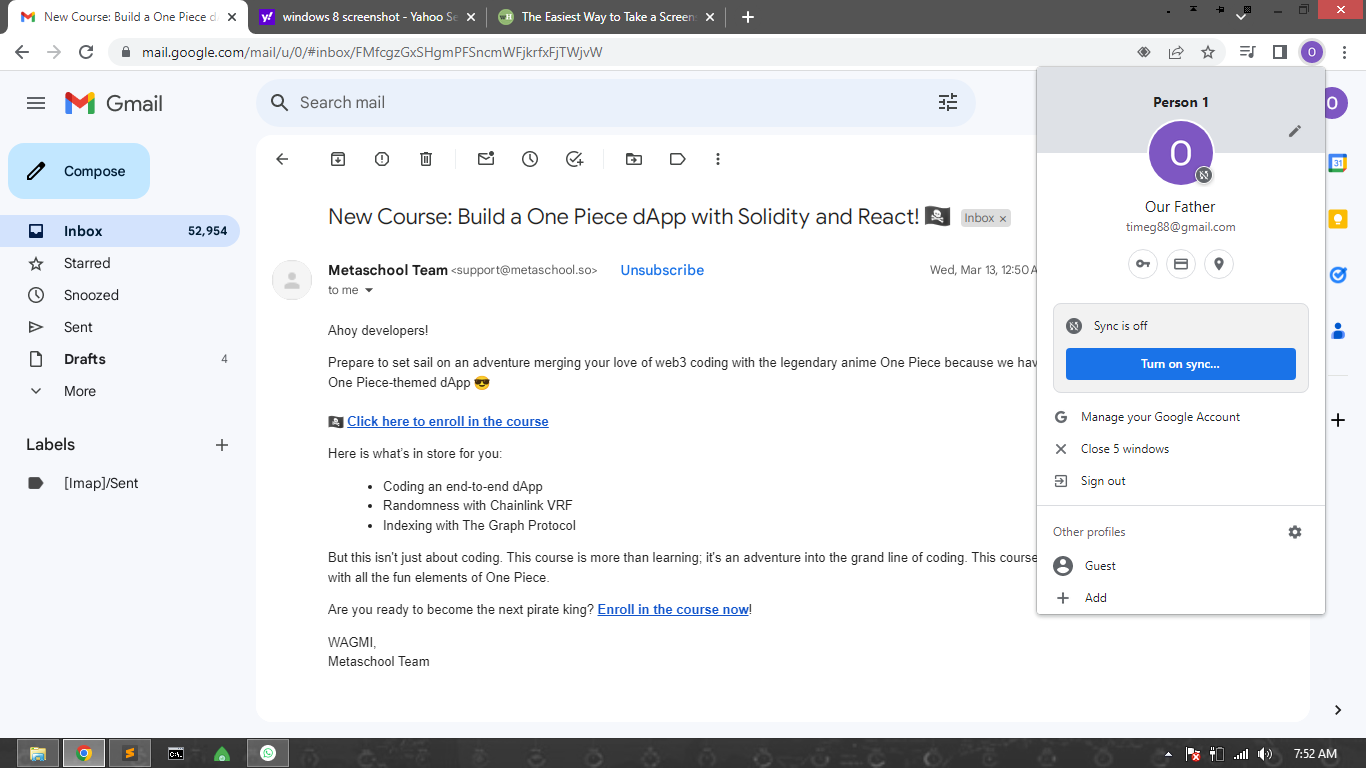 New Course: Build a One Piece d
windows 8 screenshot - Yahoo Se
The Easiest Way to Take a Screen
mail.google.com/mail/u/0/#inbox/FMfcgzGxSHgmPFSncmWFjkrfxFjTWjvW
O
Gmail
Search mail
Compose
Inbox 52,954
Starred
Snoozed
Sent
Drafts 4
More
Labels
[Imap]/Sent
New Course: Build a One Piece dApp with Solidity and React! Inbox
Metaschool Team <support@metaschool.so> Unsubscribe Wed, Mar 13, 12:50
to me
Ahoy developers!
Prepare to set sail on an adventure merging your love of web3 coding with the legendary anime One Piece because we hav
One Piece-themed dApp 😎
🏴‍☠️ Click here to enroll in the course
Here is what's in store for you:
• Coding an end-to-end dApp
• Randomness with Chainlink VRF
• Indexing with The Graph Protocol
But this isn't just about coding. This course is more than learning; it's an adventure into the grand line of coding. This course
with all the fun elements of One Piece.
Are you ready to become the next pirate king? Enroll in the course now!
WAGMI,
Metaschool Team
Person 1
O
Our Father
timeg88@gmail.com
Sync is off
Turn on sync...
Manage your Google Account
Close 5 windows
Sign out
Other profiles
Guest
Add
O
31
7:52 AM